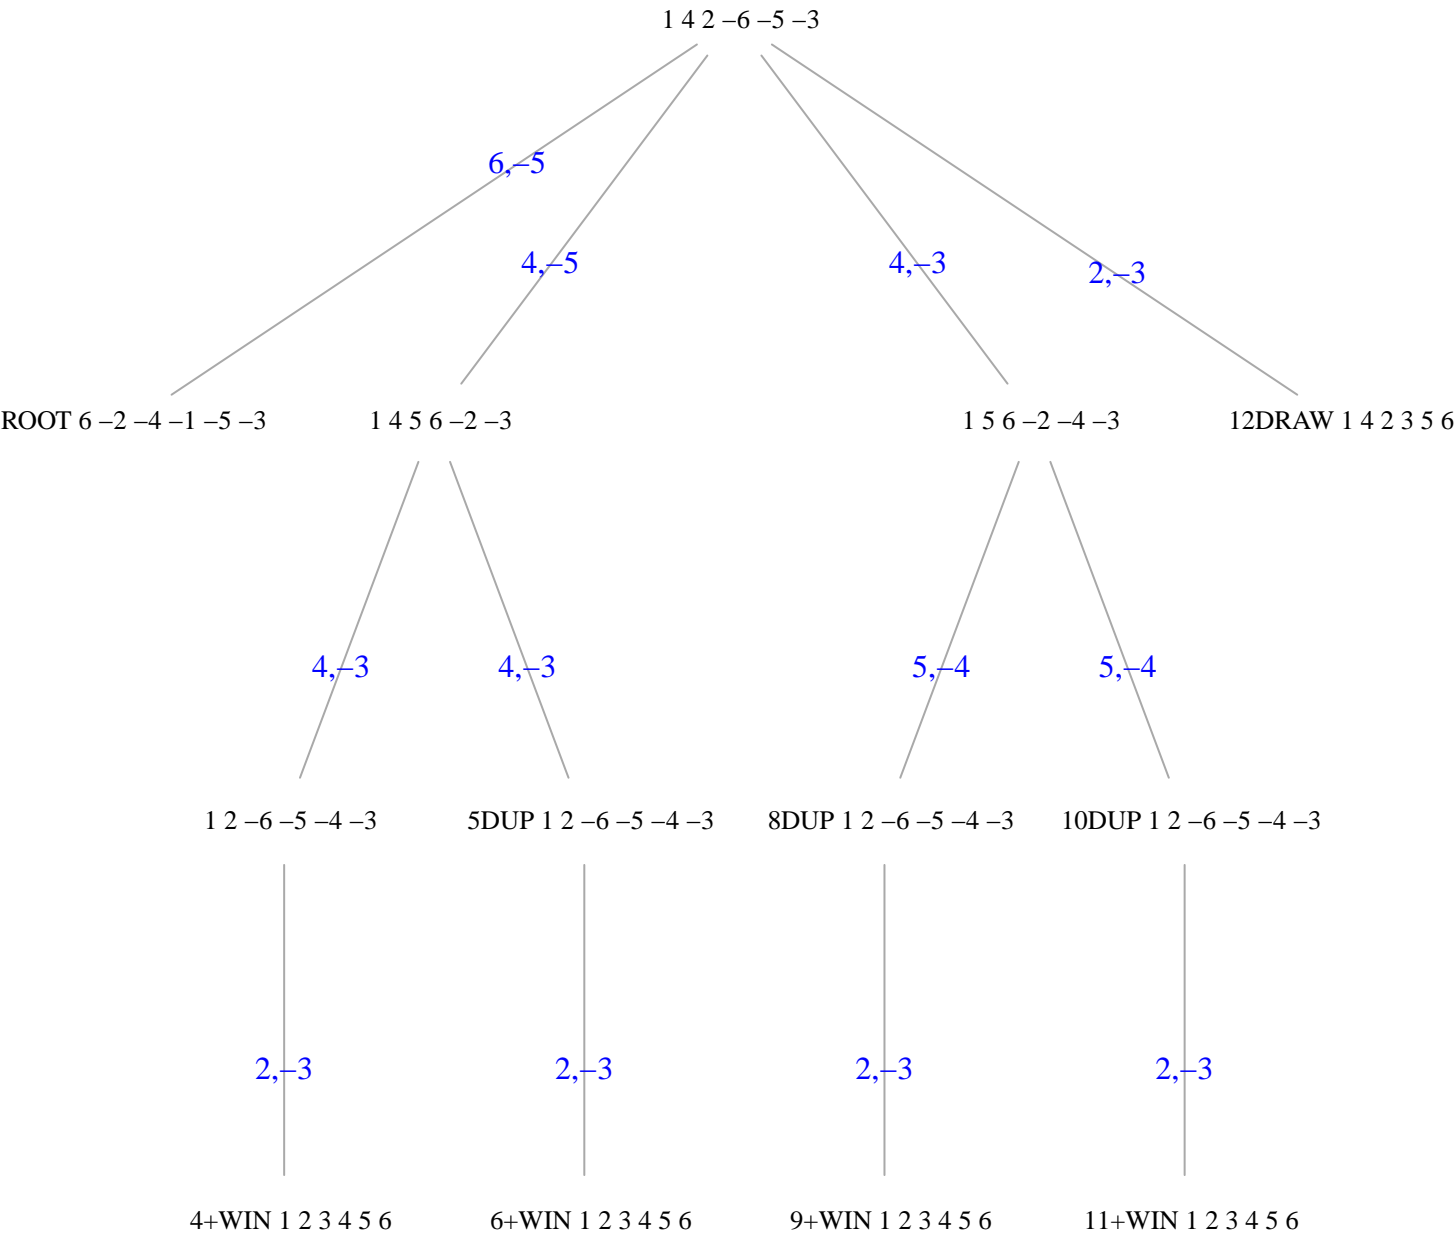 1 4 2 –6 –5 –3
6,–5
4,–5
4,–3
2,–3
ROOT 6 –2 –4 –1 –5 –3
1 4 5 6 –2 –3
1 5 6 –2 –4 –3
12DRAW 1 4 2 3 5 6
4,–3
4,–3
5,–4
5,–4
1 2 –6 –5 –4 –3
5DUP 1 2 –6 –5 –4 –3
8DUP 1 2 –6 –5 –4 –3
10DUP 1 2 –6 –5 –4 –3
2,–3
2,–3
2,–3
2,–3
4+WIN 1 2 3 4 5 6
6+WIN 1 2 3 4 5 6
9+WIN 1 2 3 4 5 6
11+WIN 1 2 3 4 5 6